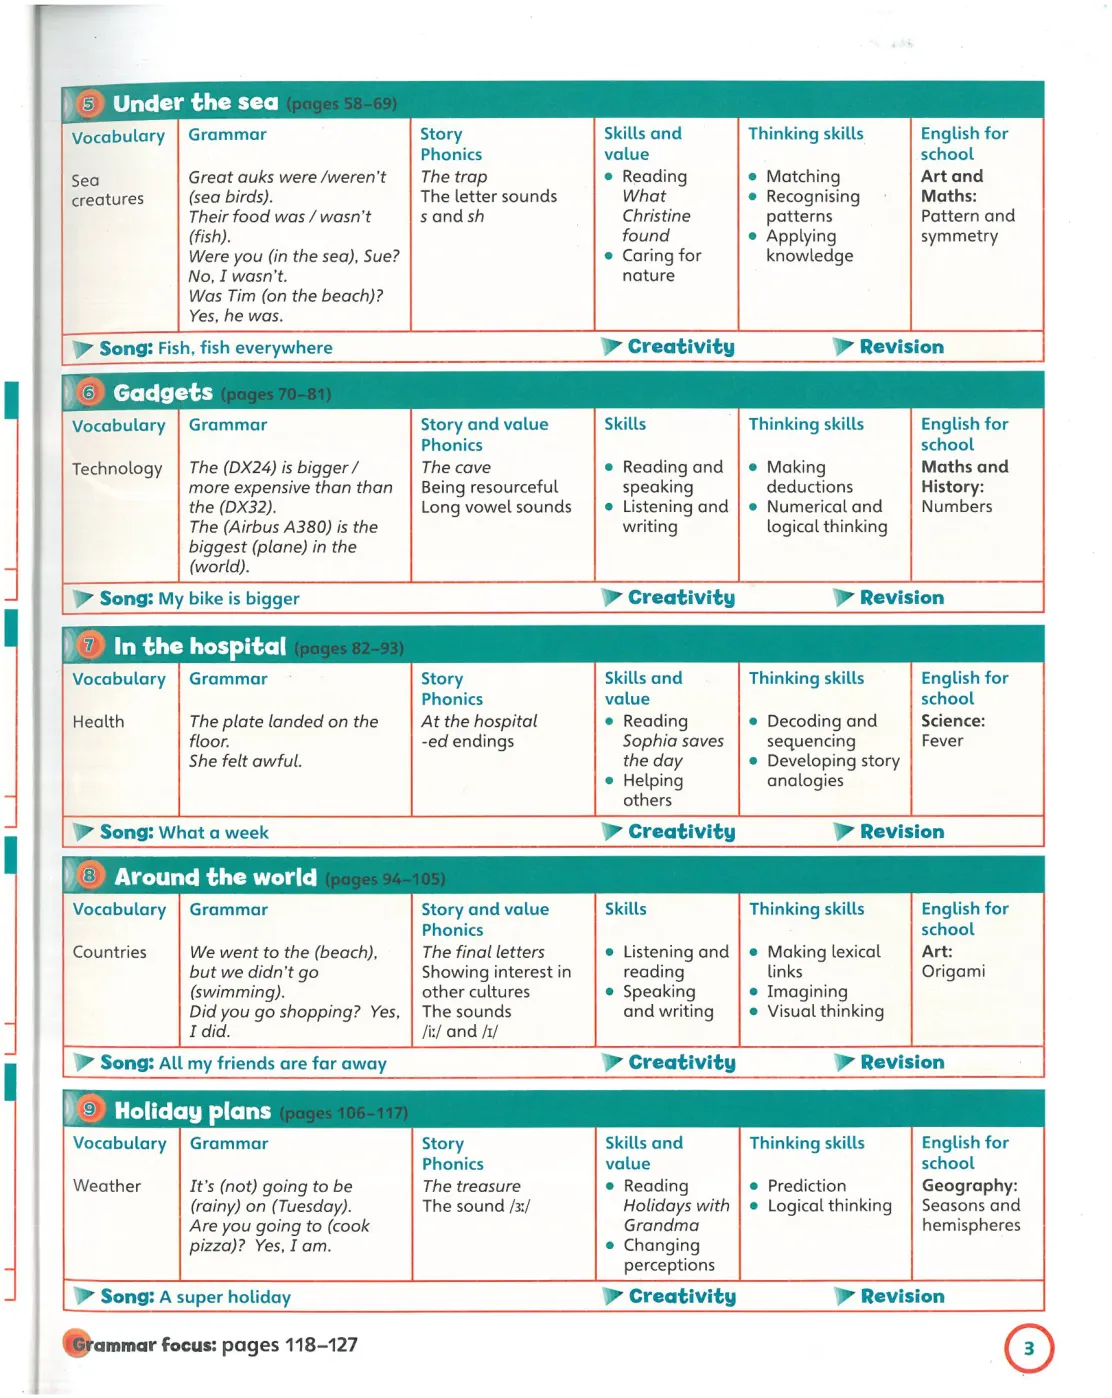 5 Under the sea (pages 58–69)
Vocabulary
Sea
creatures
Grammar
Great auks were /weren't
(sea birds).
Their food was / wasn't
(fish).
Were you (in the sea), Sue?
No, I wasn't.
Was Tim (on the beach)?
Yes, he was.
Story
Phonics
The trap
The letter sounds
s and sh
Skills and
value
• Reading
What
Christine
found
• Caring for
nature
Thinking skills
• Matching
• Recognising
patterns
• Applying
knowledge
English for
school
Art and
Maths:
Pattern and
symmetry
Song: Fish, fish everywhere
Creativity
Revision
6 Gadgets (pages 70–81)
Vocabulary
Technology
Grammar
The (DX24) is bigger /
more expensive than than
the (DX32).
The (Airbus A380) is the
biggest (plane) in the
(world).
Story and value
Phonics
The cave
Being resourceful
Long vowel sounds
Skills
• Reading and
speaking
• Listening and
writing
Thinking skills
• Making
deductions
• Numerical and
logical thinking
English for
school
Maths and
History:
Numbers
Song: My bike is bigger
Creativity
Revision
7 In the hospital (pages 82–93)
Vocabulary
Health
Grammar
The plate landed on the
floor.
She felt awful.
Story
Phonics
At the hospital
-ed endings
Skills and
value
• Reading
Sophia saves
the day
• Helping
others
Thinking skills
• Decoding and
sequencing
• Developing story
analogies
English for
school
Science:
Fever
Song: What a week
Creativity
Revision
8 Around the world (pages 94–105)
Vocabulary
Countries
Grammar
We went to the (beach),
but we didn't go
(swimming).
Did you go shopping? Yes,
I did.
Story and value
Phonics
The final letters
Showing interest in
other cultures
The sounds
/iː/ and /ɪ/
Skills
• Listening and
reading
• Speaking
and writing
Thinking skills
• Making lexical
links
• Imagining
• Visual thinking
English for
school
Art:
Origami
Song: All my friends are far away
Creativity
Revision
9 Holiday plans (pages 106–117)
Vocabulary
Weather
Grammar
It's (not) going to be
(rainy) on (Tuesday).
Are you going to (cook
pizza)? Yes, I am.
Story
Phonics
The treasure
The sound /ɜː/
Skills and
value
• Reading
Holidays with
Grandma
• Changing
perceptions
Thinking skills
• Prediction
• Logical thinking
English for
school
Geography:
Seasons and
hemispheres
Song: A super holiday
Creativity
Revision
Grammar focus: pages 118–127
3